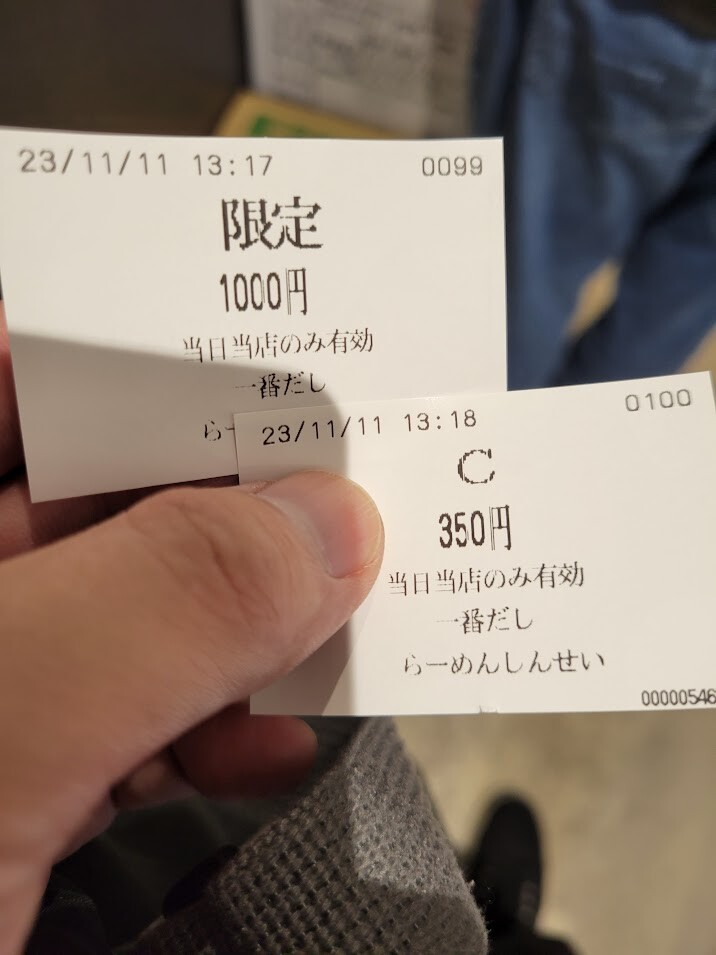 23/11/11 13:17 0099
限定
1000円
当日当店のみ有効
一番だし
らー
23/11/11 13:18 0100
C
350円
当日当店のみ有効
一番だし
らーめんしんせい
00000546